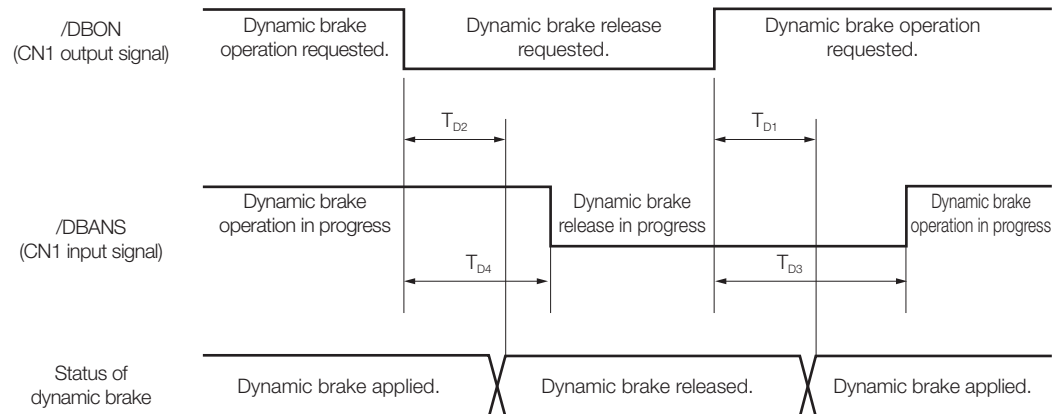 /DBON
(CN1 output signal)
Dynamic brake
operation requested.
Dynamic brake release
requested.
Dynamic brake operation
requested.
TD2
TD1
/DBANS
(CN1 input signal)
Dynamic brake
operation in progress
Dynamic brake
release in progress
Dynamic brake
operation in progress
TD4
TD3
Status of
dynamic brake
Dynamic brake applied.
Dynamic brake released.
Dynamic brake applied.